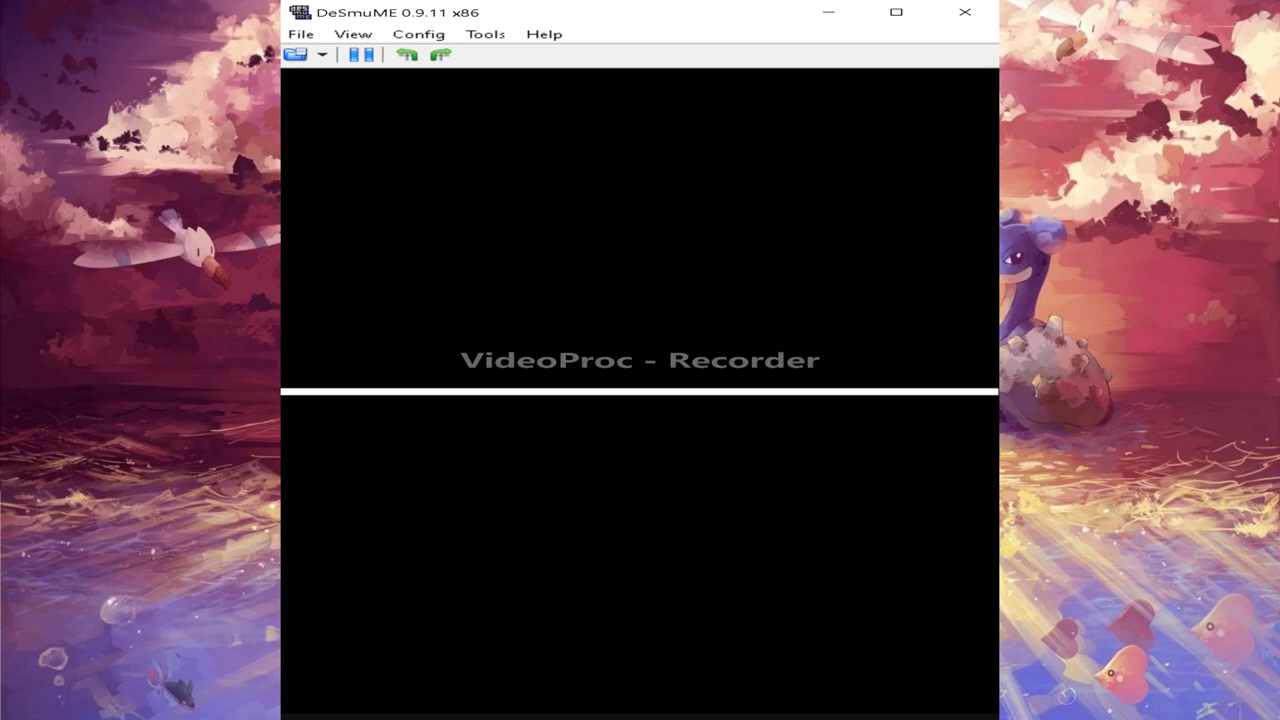 DeSmuME 0.9.11 x86
File View Config Tools Help
VideoProc - Recorder